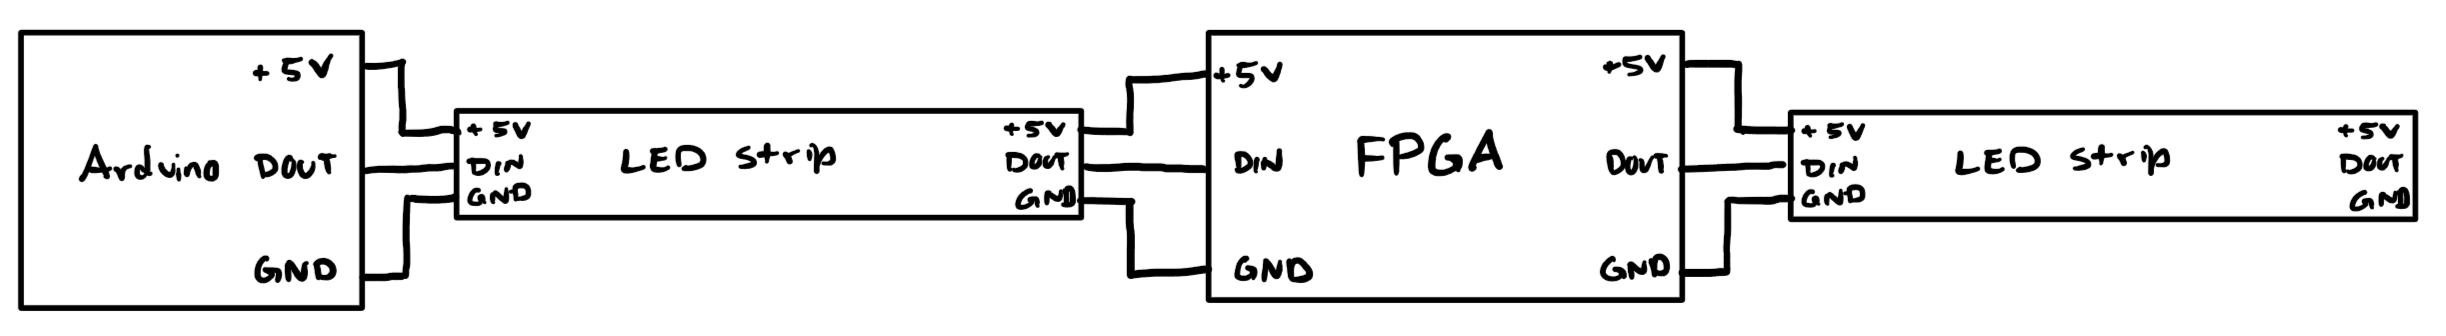 Arduino
+5V
DOUT
GND
+5V
DIN
GND
LED strip
+5V
DOUT
GND
+5V
DIN
GND
FPGA
+5V
DOUT
GND
+5V
DIN
GND
LED strip
+5V
DOUT
GND